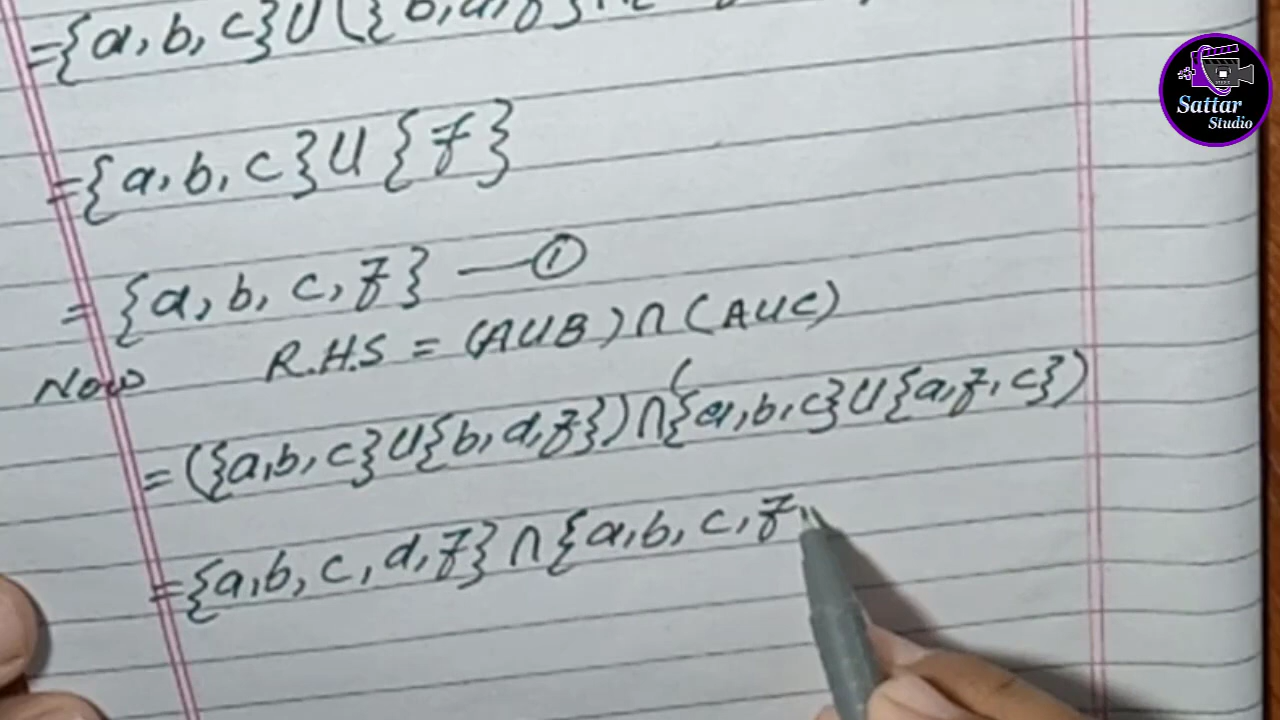 ={a,b,c}U({b,d,f}∩
={a,b,c}U{f}
={a,b,c,f} —①
Now R.H.S = (AUB)∩(AUC)
=({a,b,c}U{b,d,f})∩({a,b,c}U{a,f,c})
={a,b,c,d,f}∩{a,b,c,f
Sattar
Studio